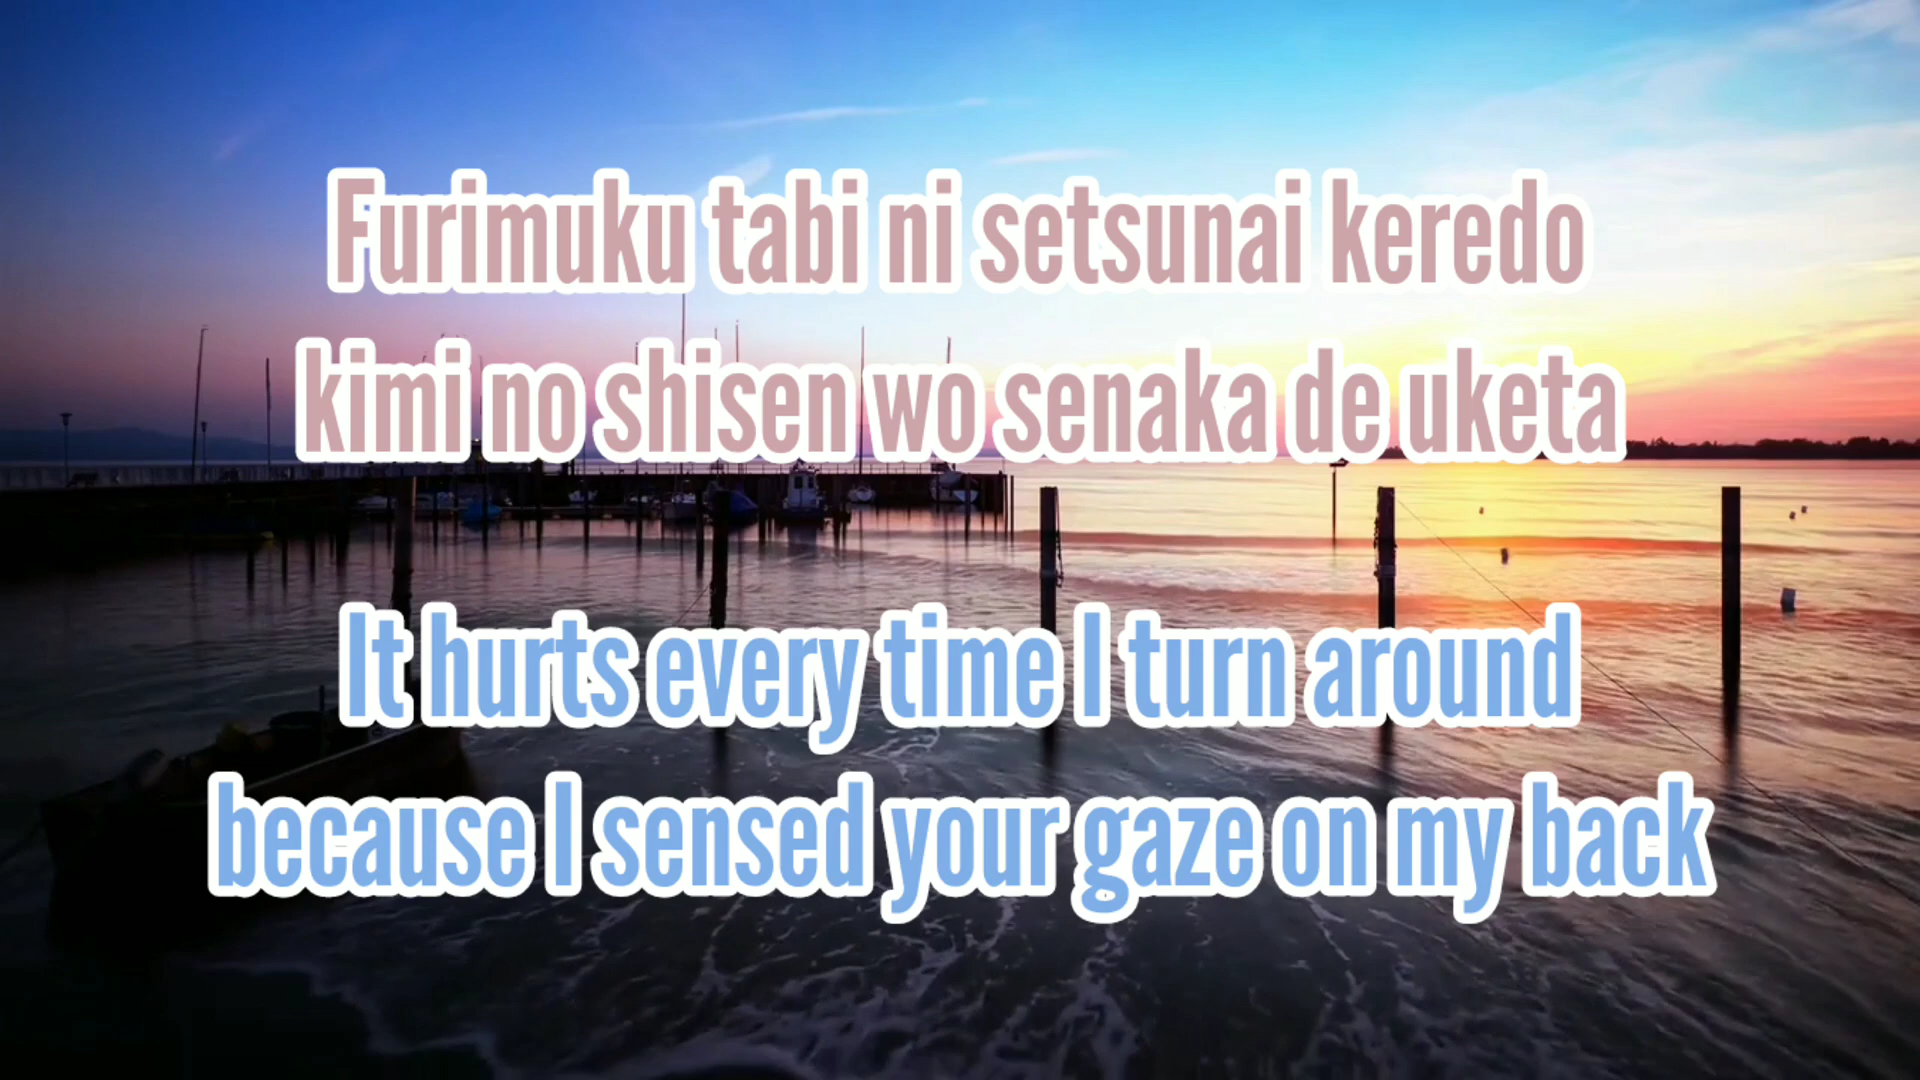 Furimuku tabi ni setsunai keredo
kimi no shisen wo senaka de uketa
It hurts every time I turn around
because I sensed your gaze on my back